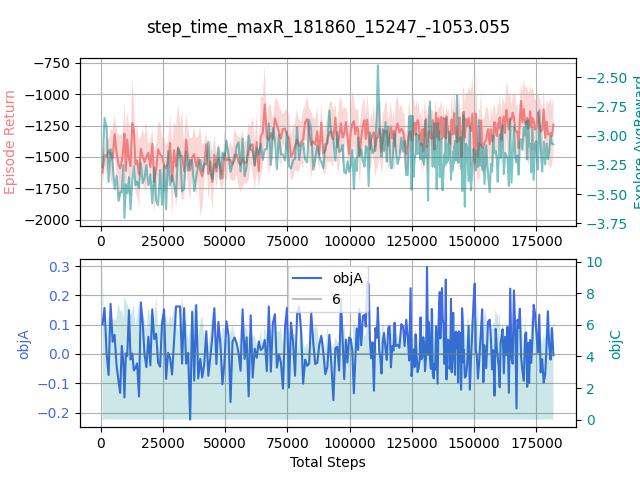 step_time_maxR_181860_15247_-1053.055
Episode Return
−750
−1000
−1250
−1500
−1750
−2000
−2.50
−2.75
−3.00
−3.25
−3.50
−3.75
Explore AvgReward
0 25000 50000 75000 100000 125000 150000 175000
objA
0.3
0.2
0.1
0.0
−0.1
−0.2
objA
6
10
8
6
4
2
0
objC
0 25000 50000 75000 100000 125000 150000 175000
Total Steps